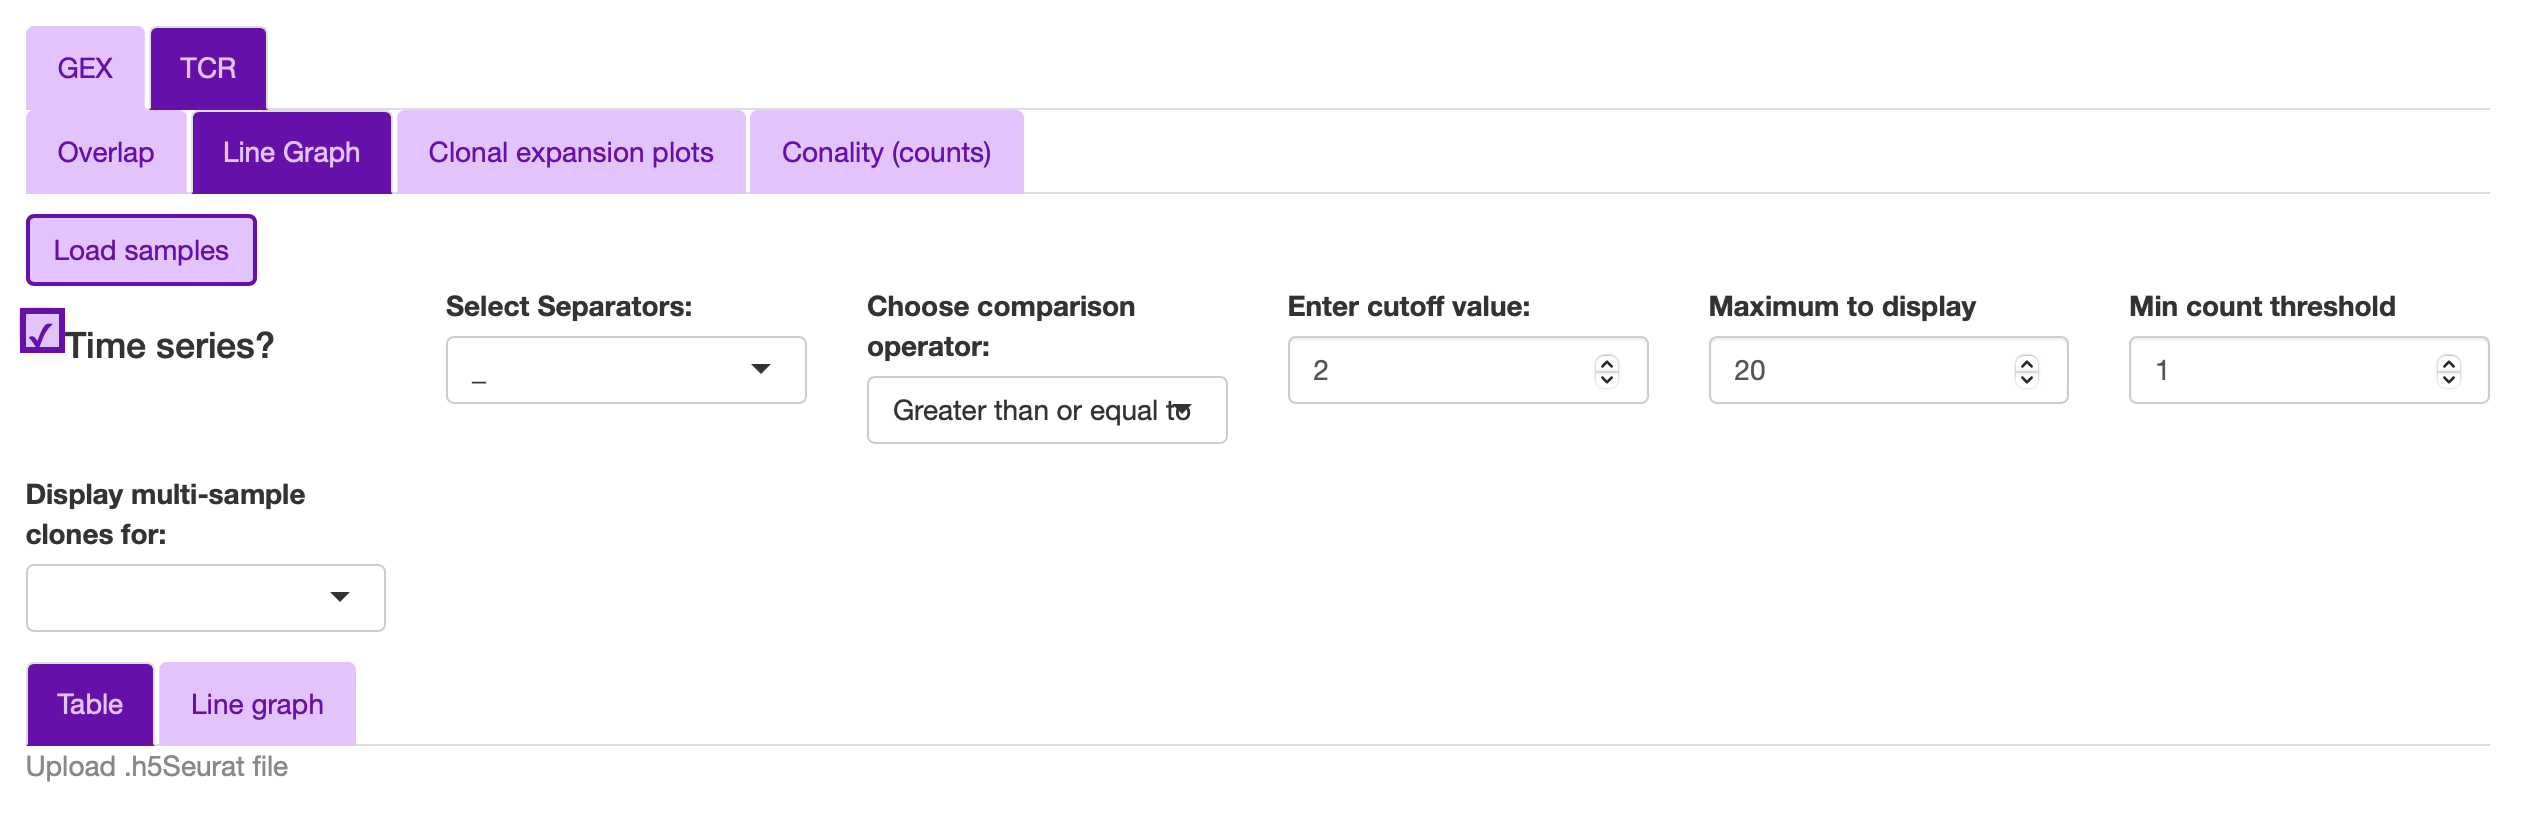 GEX TCR
Overlap Line Graph Clonal expansion plots Conality (counts)
Load samples
✓ Time series?
Select Separators:
_
Choose comparison
operator:
Greater than or equal to
Enter cutoff value:
2
Maximum to display
20
Min count threshold
1
Display multi-sample
clones for:
Table Line graph
Upload .h5Seurat file